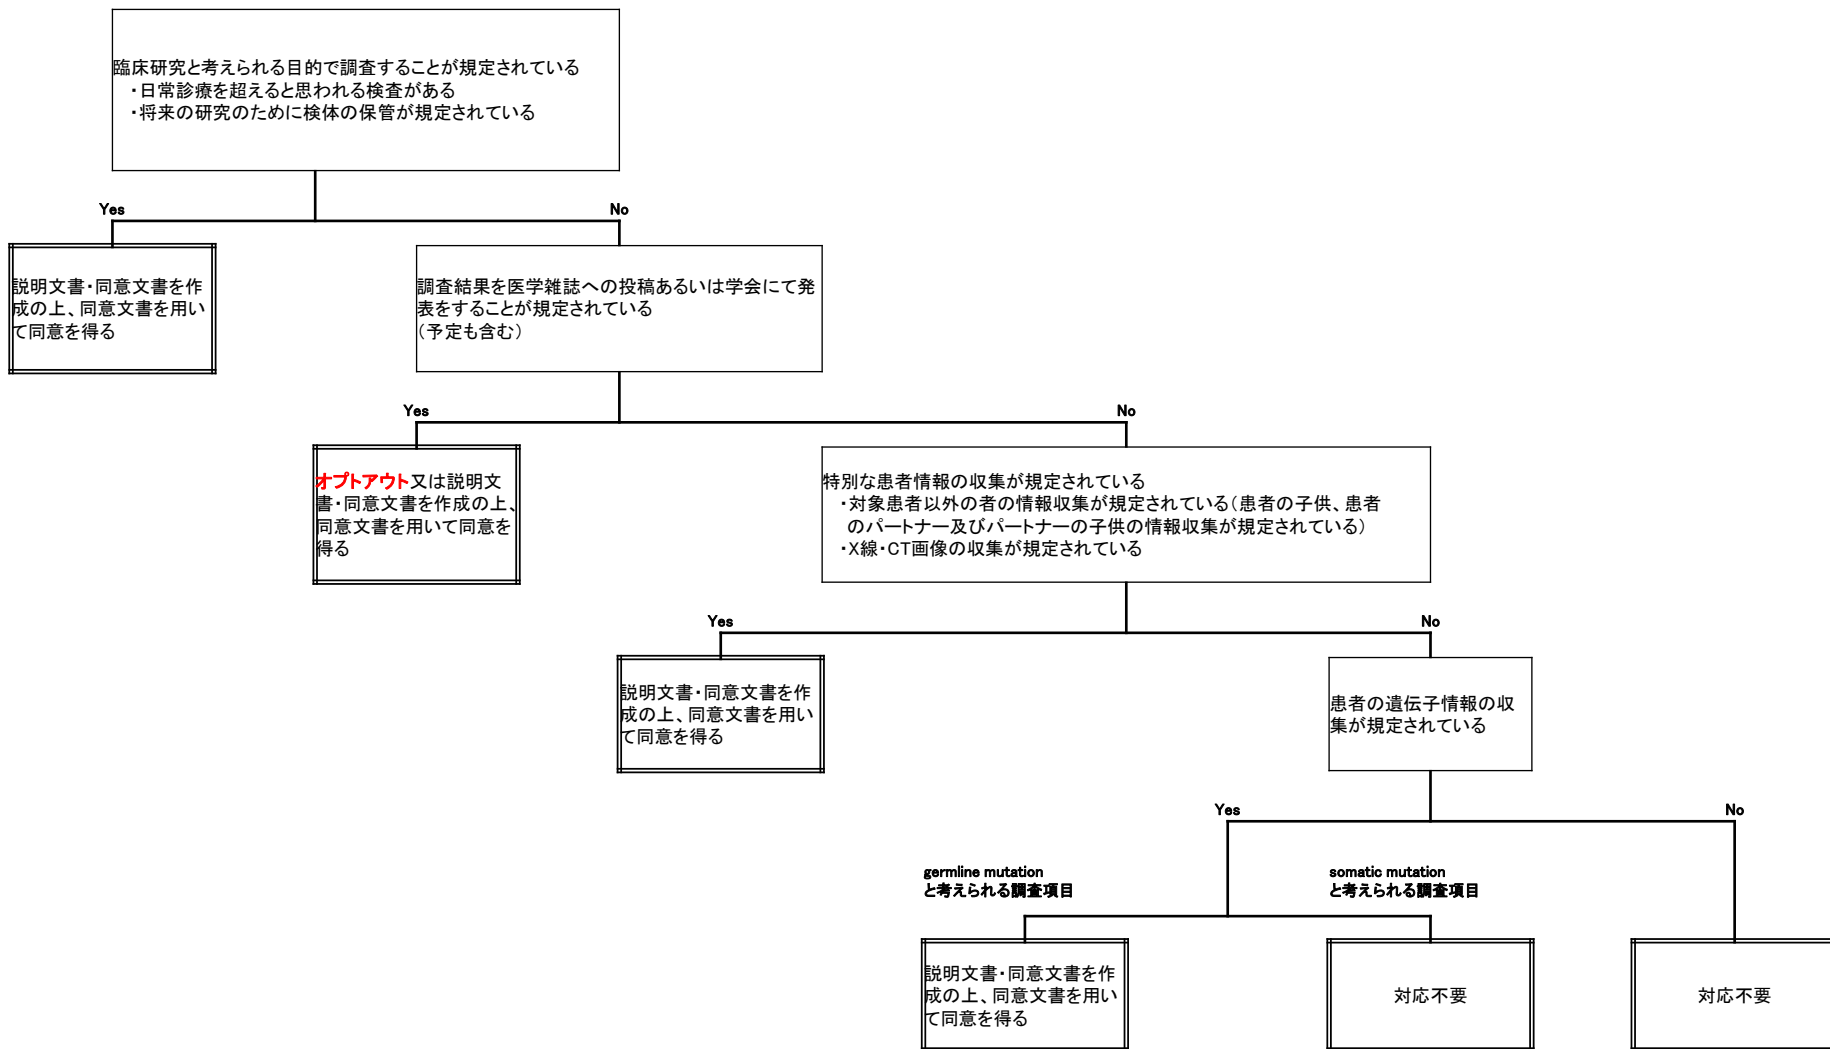 臨床研究と考えられる目的で調査することが規定されている
・日常診療を超えると思われる検査がある
・将来の研究のために検体の保管が規定されている
Yes
No
説明文書・同意文書を作
成の上、同意文書を用い
て同意を得る
調査結果を医学雑誌への投稿あるいは学会にて発
表をすることが規定されている
（予定も含む）
Yes
No
オプトアウト又は説明文
書・同意文書を作成の上、
同意文書を用いて同意を
得る
特別な患者情報の収集が規定されている
・対象患者以外の者の情報収集が規定されている（患者の子供、患者
のパートナー及びパートナーの子供の情報収集が規定されている）
・X線・CT画像の収集が規定されている
Yes
No
説明文書・同意文書を作
成の上、同意文書を用い
て同意を得る
患者の遺伝子情報の収
集が規定されている
Yes
No
germline mutation
と考えられる調査項目
somatic mutation
と考えられる調査項目
説明文書・同意文書を作
成の上、同意文書を用い
て同意を得る
対応不要
対応不要